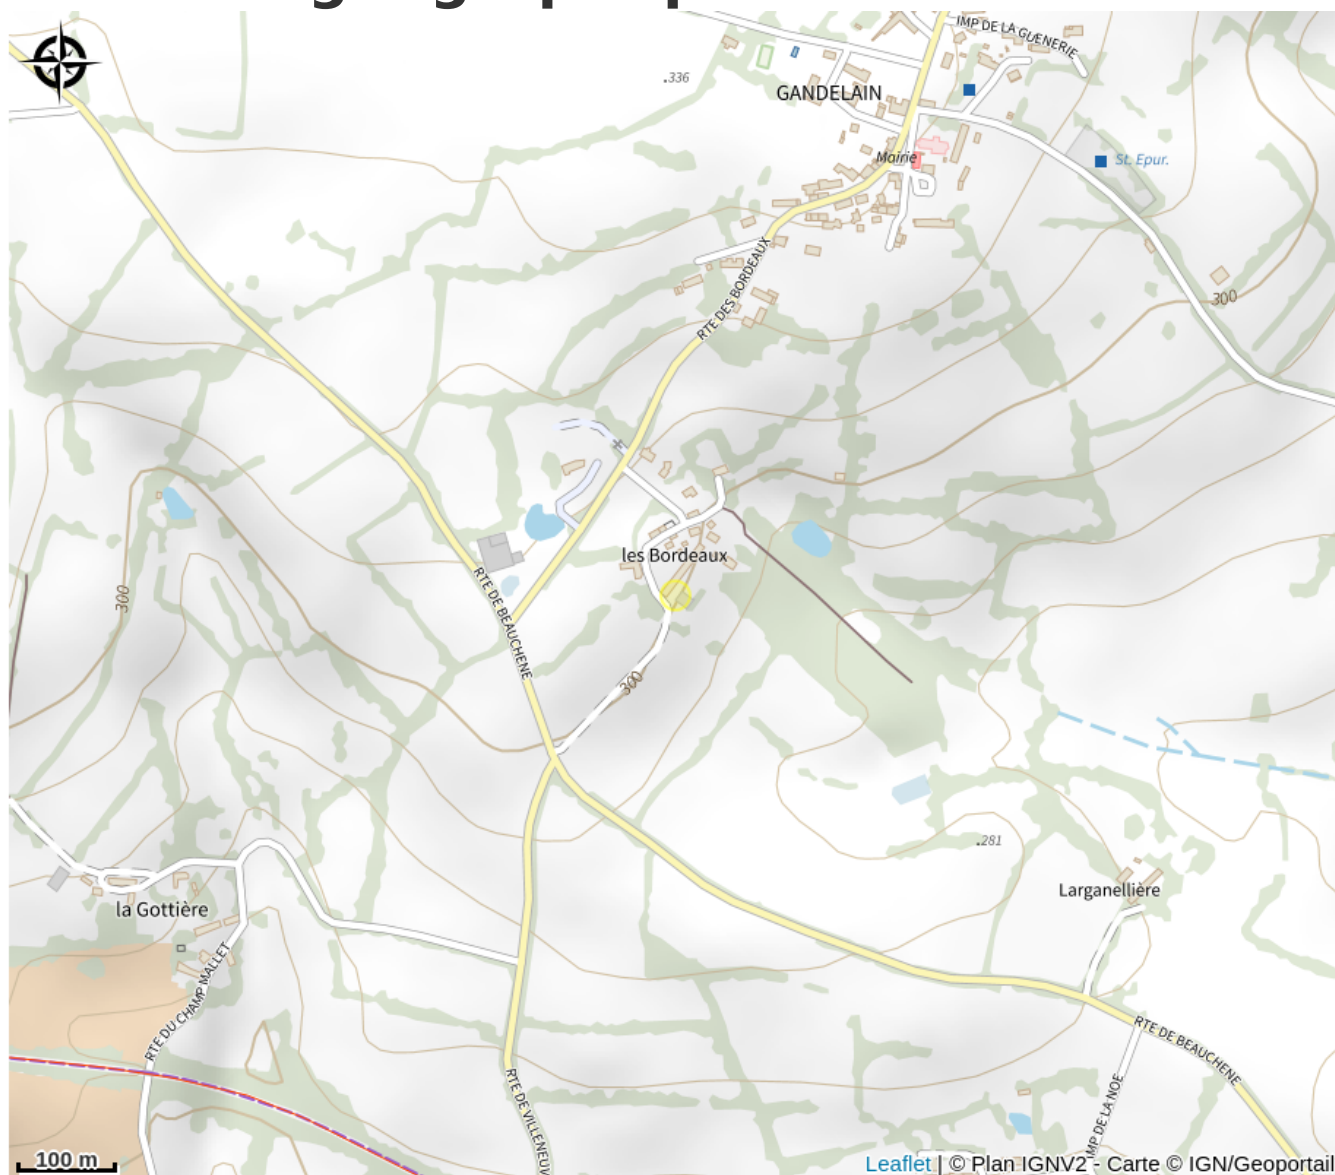 IMP DE LA GUENERIE
.336
GANDELAIN
Mairie
St. Epur.
RTE DES BORDEAUX
300
les Bordeaux
300
RTE DE BEAUCHENE
300
.281
Larganellière
la Gottière
RTE DU CHAMP MALLET
RTE DE BEAUCHENE
RTE DE VILLENEUV
IMP DE LA NOE
100 m
Leaflet | © Plan IGNV2 - Carte © IGN/Geoportail